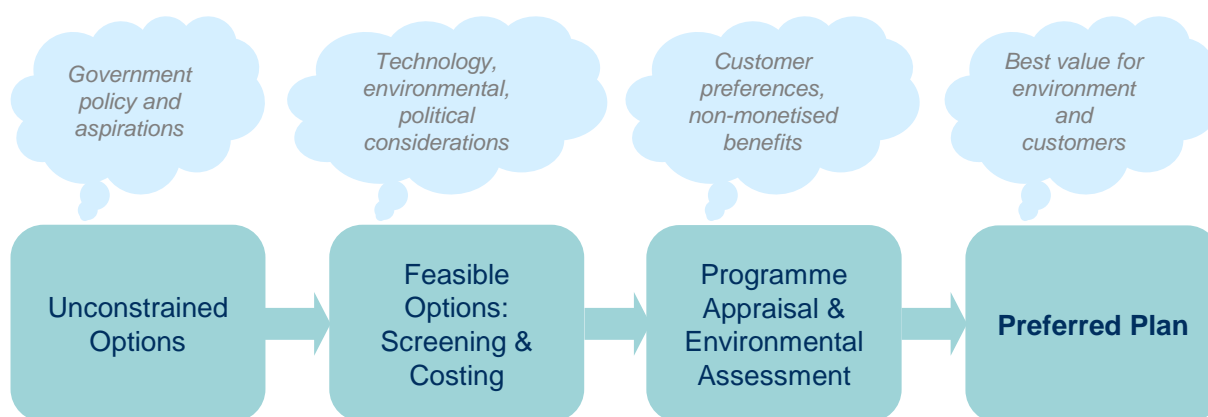 Government
policy and
aspirations
Technology,
environmental,
political
considerations
Customer
preferences,
non-monetised
benefits
Best value for
environment
and
customers
Unconstrained
Options
Feasible
Options:
Screening &
Costing
Programme
Appraisal &
Environmental
Assessment
Preferred Plan